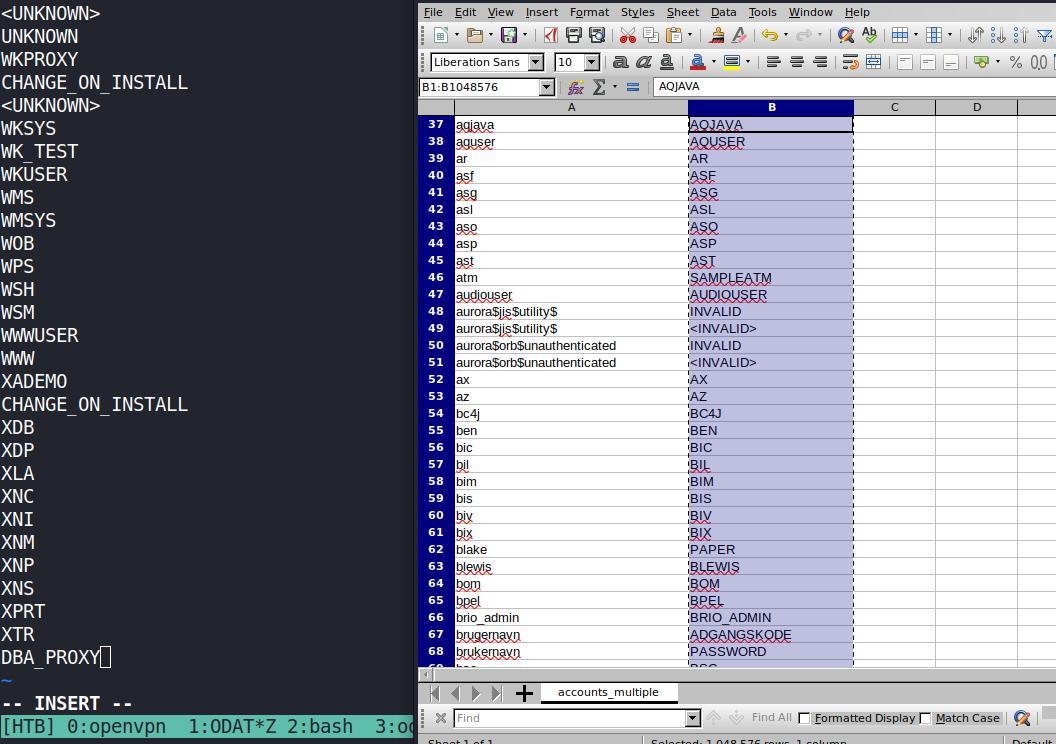 <UNKNOWN>
UNKNOWN
WKPROXY
CHANGE_ON_INSTALL
<UNKNOWN>
WKSYS
WK_TEST
WKUSER
WMS
WMSYS
WOB
WPS
WSH
WSM
WWWUSER
WWW
XADEMO
CHANGE_ON_INSTALL
XDB
XDP
XLA
XNC
XNI
XNM
XNP
XNS
XPRT
XTR
DBA_PROXY
~
-- INSERT --
[HTB] 0:openvpn 1:ODAT*Z 2:bash 3:od
File Edit View Insert Format Styles Sheet Data Tools Window Help
Liberation Sans 10
B1:B1048576 AQJAVA
A B C D
37 aqjava AQJAVA
38 aquser AQUSER
39 ar AR
40 asf ASF
41 asg ASG
42 asl ASL
43 aso ASO
44 asp ASP
45 ast AST
46 atm SAMPLEATM
47 audiouser AUDIOUSER
48 aurora$jis$utility$ INVALID
49 aurora$jis$utility$ <INVALID>
50 aurora$orb$unauthenticated INVALID
51 aurora$orb$unauthenticated <INVALID>
52 ax AX
53 az AZ
54 bc4j BC4J
55 ben BEN
56 bic BIC
57 bil BIL
58 bim BIM
59 bis BIS
60 biv BIV
61 bix BIX
62 blake PAPER
63 blewis BLEWIS
64 bom BOM
65 bpel BPEL
66 brio_admin BRIO_ADMIN
67 brugernavn ADGANGSKODE
68 brukernavn PASSWORD
accounts_multiple
Find Find All Formatted Display Match Case
Sheet 1 of 1 Selected: 1,048,576 rows, 1 column Default